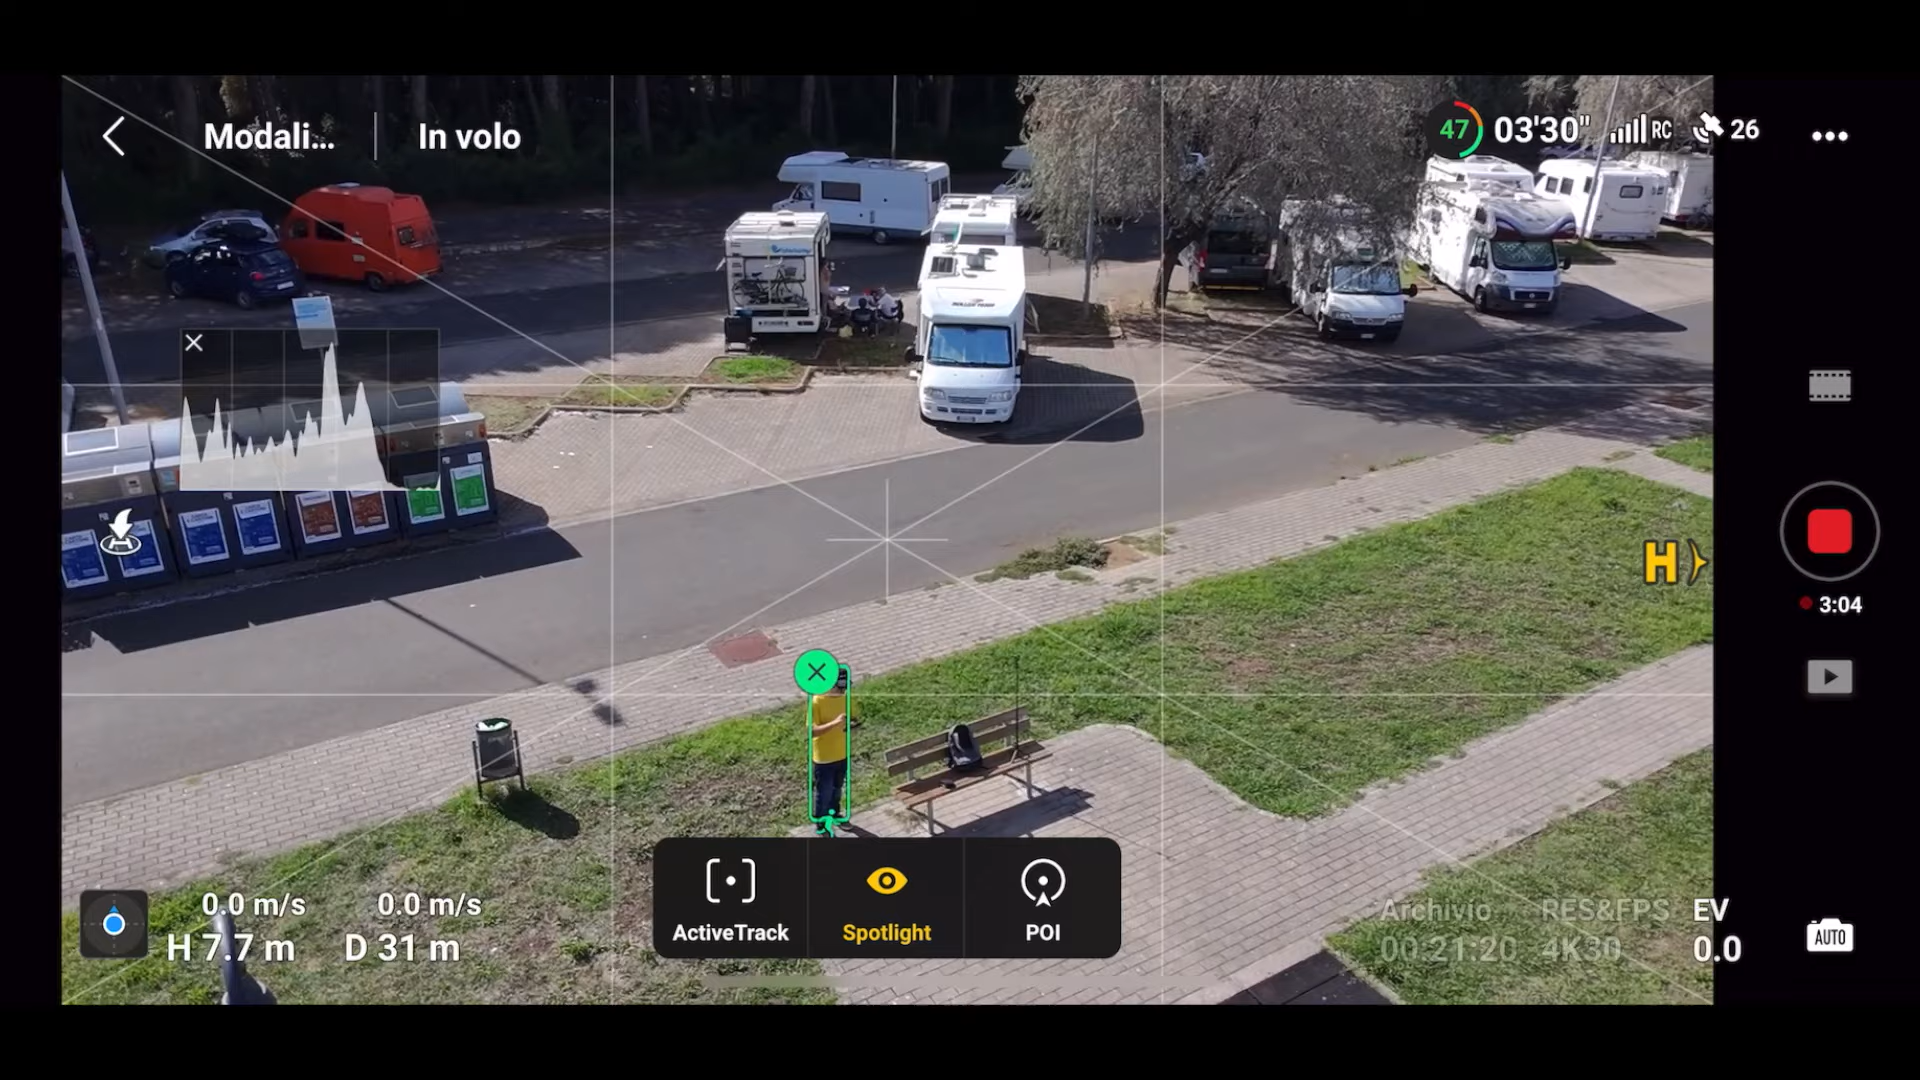 Modali... In volo
47 03'30" RC 26
3:04
ActiveTrack Spotlight POI
0.0 m/s 0.0 m/s
H 7.7 m D 31 m
Archivio RES&FPS EV
00:21:20 4K30 0.0
AUTO
H